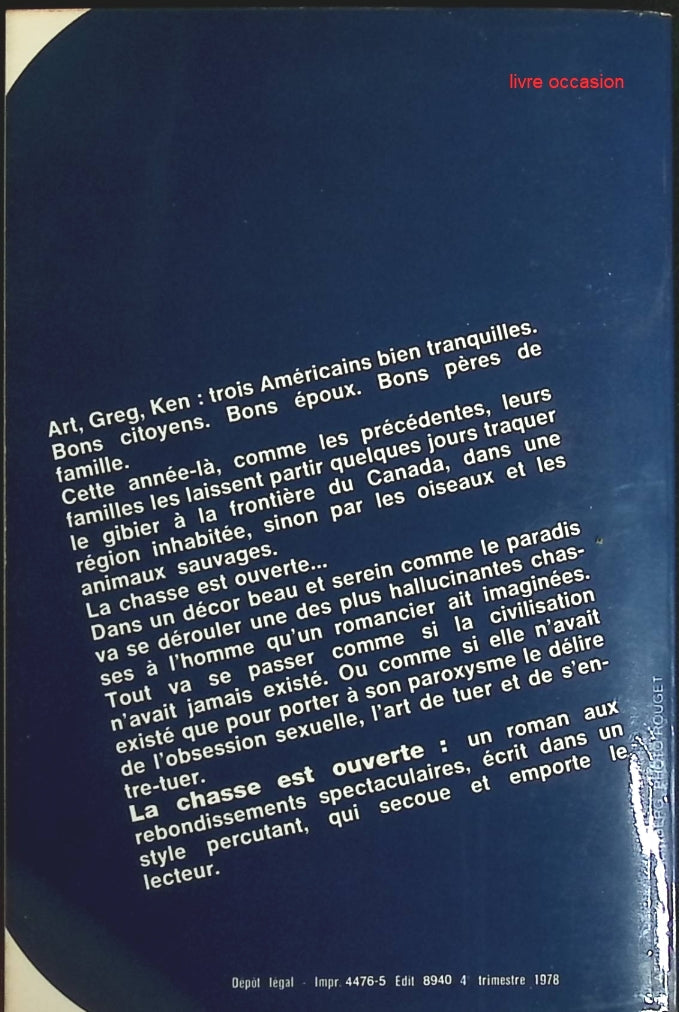 livre occasion
Art, Greg, Ken : trois Américains bien tranquilles.
Bons citoyens. Bons époux. Bons pères de
famille.
Cette année-là, comme les précédentes, leurs
familles les laissent partir quelques jours traquer
le gibier à la frontière du Canada, dans une
région inhabitée, sinon par les oiseaux et les
animaux sauvages.
La chasse est ouverte...
Dans un décor beau et serein comme le paradis
va se dérouler une des plus hallucinantes chas-
ses à l'homme qu'un romancier ait imaginées.
Tout va se passer comme si la civilisation
n'avait jamais existé. Ou comme si elle n'avait
existé que pour porter à son paroxysme le délire
de l'obsession sexuelle, l'art de tuer et de s'en-
tre-tuer.
La chasse est ouverte : un roman aux
rebondissements spectaculaires, écrit dans un
style percutant, qui secoue et emporte le
lecteur.
Dépôt légal - Impr. 4476-5 Edit 8940 4 trimestre 1978
PHOTO ROUGET